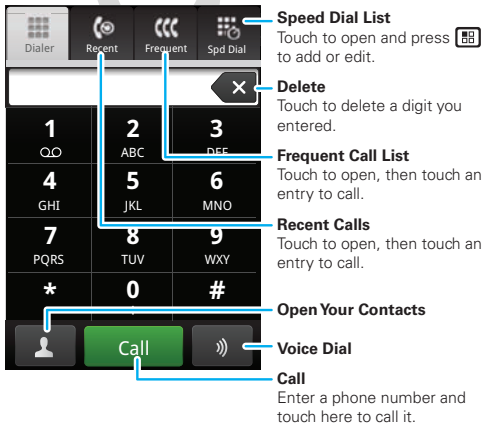 Dialer Recent Frequent Spd Dial
1 2 3
ABC DEF
4 5 6
GHI JKL MNO
7 8 9
PQRS TUV WXY
* 0 #
Call
Speed Dial List
Touch to open and press
to add or edit.
Delete
Touch to delete a digit you
entered.
Frequent Call List
Touch to open, then touch an
entry to call.
Recent Calls
Touch to open, then touch an
entry to call.
Open Your Contacts
Voice Dial
Call
Enter a phone number and
touch here to call it.